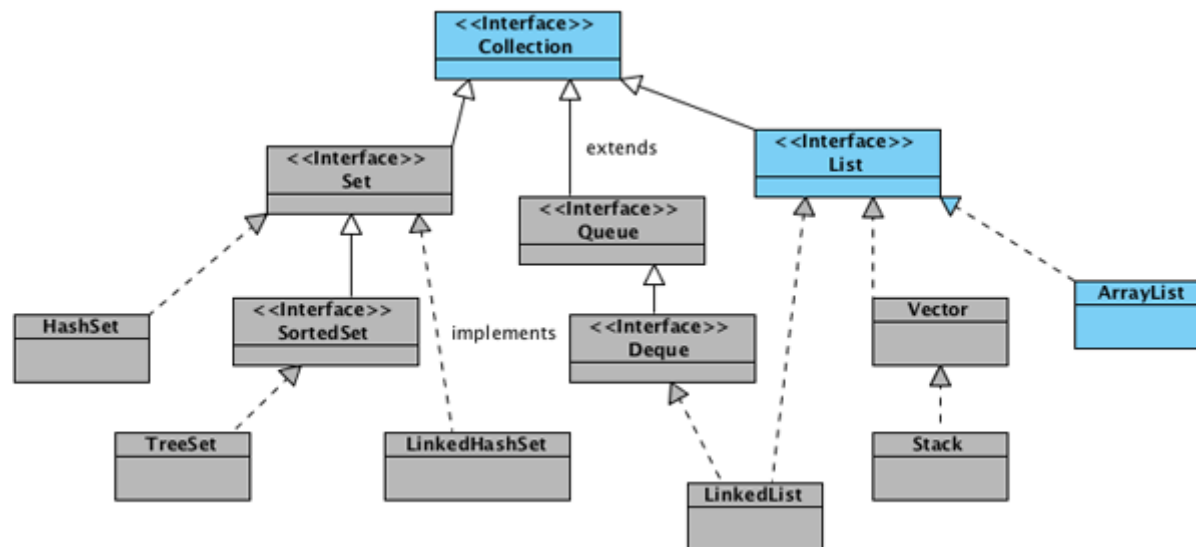 <<Interface>>
Collection
<<Interface>>
Set
extends
<<Interface>>
List
<<Interface>>
Queue
HashSet
<<Interface>>
SortedSet
implements
<<Interface>>
Deque
Vector
ArrayList
TreeSet
LinkedHashSet
LinkedList
Stack